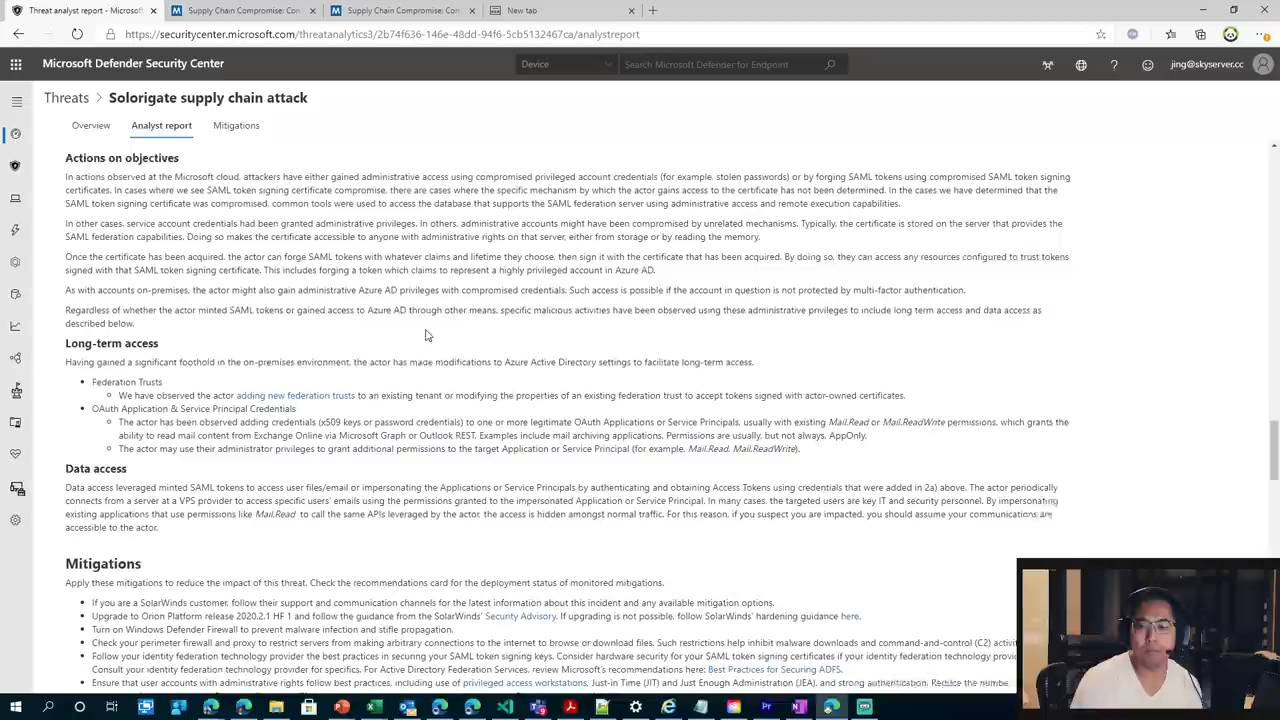 Threat analyst report - Microsof
Supply Chain Compromise: Con
Supply Chain Compromise: Con
New tab
https://securitycenter.microsoft.com/threatanalytics3/2b74f636-146e-48dd-94f6-5cb5132467ca/analystreport
Microsoft Defender Security Center
Device
Search Microsoft Defender for Endpoint
jing@skyserver.cc
Threats > Solorigate supply chain attack
Overview
Analyst report
Mitigations
Actions on objectives
In actions observed at the Microsoft cloud, attackers have either gained administrative access using compromised privileged account credentials (for example, stolen passwords) or by forging SAML tokens using compromised SAML token signing
certificates. In cases where we see SAML token signing certificate compromise, there are cases where the specific mechanism by which the actor gains access to the certificate has not been determined. In the cases we have determined that the
SAML token signing certificate was compromised, common tools were used to access the database that supports the SAML federation server using administrative access and remote execution capabilities.
In other cases, service account credentials had been granted administrative privileges. In others, administrative accounts might have been compromised by unrelated mechanisms. Typically, the certificate is stored on the server that provides the
SAML federation capabilities. Doing so makes the certificate accessible to anyone with administrative rights on that server, either from storage or by reading the memory.
Once the certificate has been acquired, the actor can forge SAML tokens with whatever claims and lifetime they choose, then sign it with the certificate that has been acquired. By doing so, they can access any resources configured to trust tokens
signed with that SAML token signing certificate. This includes forging a token which claims to represent a highly privileged account in Azure AD.
As with accounts on-premises, the actor might also gain administrative Azure AD privileges with compromised credentials. Such access is possible if the account in question is not protected by multi-factor authentication.
Regardless of whether the actor minted SAML tokens or gained access to Azure AD through other means, specific malicious activities have been observed using these administrative privileges to include long term access and data access as
described below.
Long-term access
Having gained a significant foothold in the on-premises environment, the actor has made modifications to Azure Active Directory settings to facilitate long-term access.
• Federation Trusts
We have observed the actor adding new federation trusts to an existing tenant or modifying the properties of an existing federation trust to accept tokens signed with actor-owned certificates.
• OAuth Application & Service Principal Credentials
The actor has been observed adding credentials (x509 keys or password credentials) to one or more legitimate OAuth Applications or Service Principals, usually with existing Mail.Read or Mail.ReadWrite permissions, which grants the
ability to read mail content from Exchange Online via Microsoft Graph or Outlook REST. Examples include mail archiving applications. Permissions are usually, but not always, AppOnly.
The actor may use their administrator privileges to grant additional permissions to the target Application or Service Principal (for example, Mail.Read, Mail.ReadWrite).
Data access
Data access leveraged minted SAML tokens to access user files/email or impersonating the Applications or Service Principals by authenticating and obtaining Access Tokens using credentials that were added in 2a) above. The actor periodically
connects from a server at a VPS provider to access specific users' emails using the permissions granted to the impersonated Application or Service Principal. In many cases, the targeted users are key IT and security personnel. By impersonating
existing applications that use permissions like Mail.Read to call the same APIs leveraged by the actor, the access is hidden amongst normal traffic. For this reason, if you suspect you are impacted, you should assume your communications are
accessible to the actor.
Mitigations
Apply these mitigations to reduce the impact of this threat. Check the recommendations card for the deployment status of monitored mitigations.
• If you are a SolarWinds customer, follow their support and communication channels for the latest information about this incident and any available mitigation options.
• Upgrade to Orion Platform release 2020.2.1 HF 1 and follow the guidance from the SolarWinds' Security Advisory. If upgrading is not possible, follow SolarWinds' hardening guidance here.
• Turn on Windows Defender Firewall to prevent malware infection and stifle propagation.
• Check your perimeter firewall and proxy to restrict servers from making arbitrary connections to the internet to browse or download files. Such restrictions help inhibit malware downloads and command-and-control (C2) activi
• Follow your identity federation technology provider the best practices in securing your SAML token signing keys. Consider hardware security for your SAML token signing certificates if your identity federation technology provi
Consult your identity federation technology provider for specifics. For Active Directory Federation Services, review Microsoft's recommendations here: Best Practices for Securing ADFS.
• Ensure that user accounts with administrative rights follow best practices, including use of privileged access workstations, Just-in Time (JIT) and Just Enough Administration (JEA), and strong authentication. Reduce the numbe